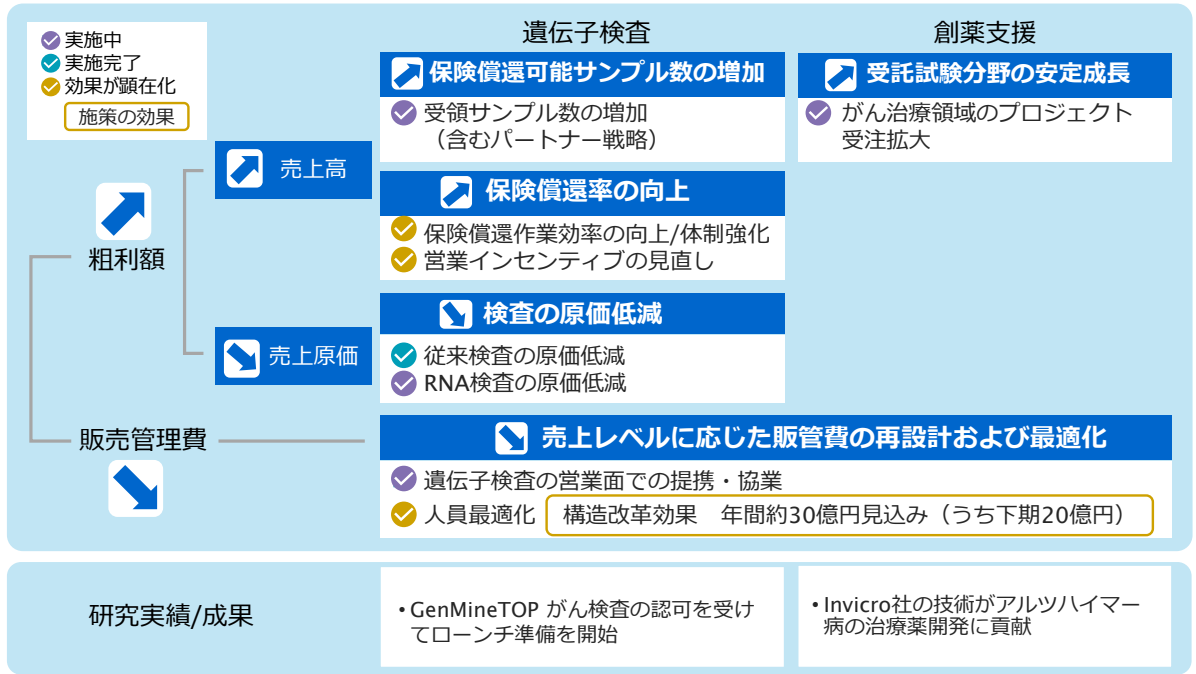 実施中
実施完了
効果が顕在化
施策の効果
遺伝子検査
創薬支援
粗利額
売上高
保険償還可能サンプル数の増加
受領サンプル数の増加
（含むパートナー戦略）
受託試験分野の安定成長
がん治療領域のプロジェクト
受注拡大
保険償還率の向上
保険償還作業効率の向上/体制強化
営業インセンティブの見直し
売上原価
検査の原価低減
従来検査の原価低減
RNA検査の原価低減
販売管理費
売上レベルに応じた販管費の再設計および最適化
遺伝子検査の営業面での提携・協業
人員最適化 構造改革効果　年間約30億円見込み（うち下期20億円）
研究実績/成果
•GenMineTOP がん検査の認可を受け
てローンチ準備を開始
•Invicro社の技術がアルツハイマー
病の治療薬開発に貢献